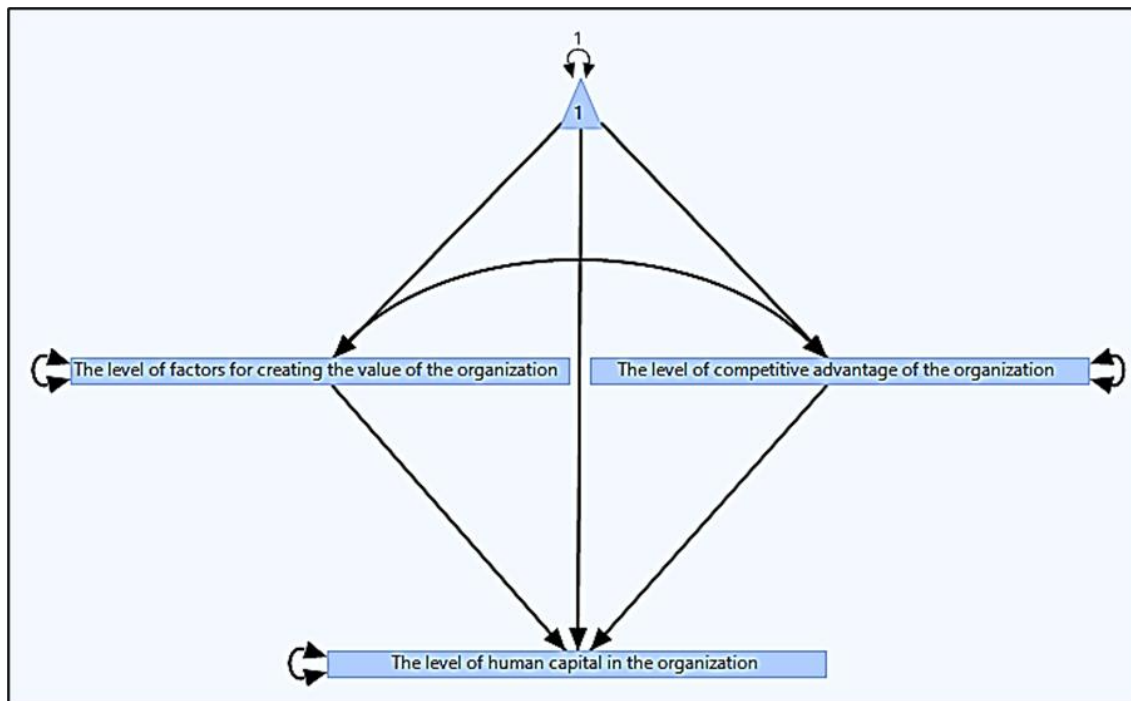 1
1
The level of factors for creating the value of the organization
The level of competitive advantage of the organization
The level of human capital in the organization